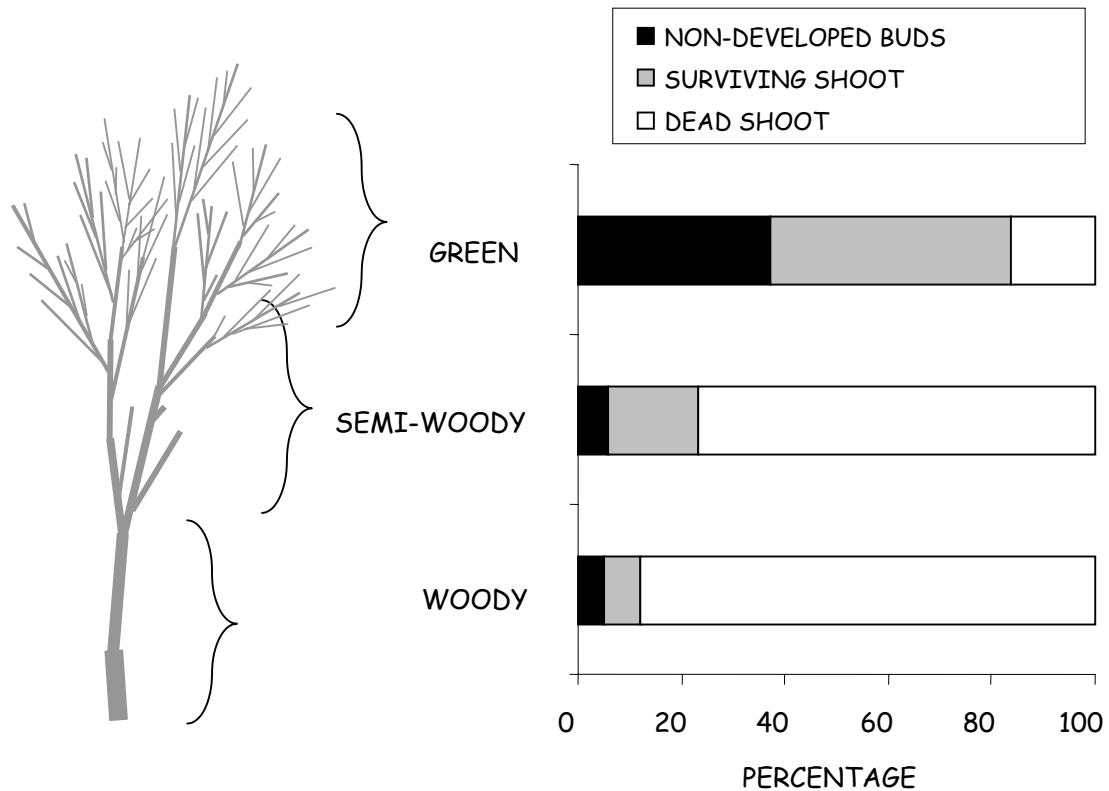 NON-DEVELOPED BUDS
SURVIVING SHOOT
DEAD SHOOT
GREEN
SEMI-WOODY
WOODY
0 20 40 60 80 100
PERCENTAGE